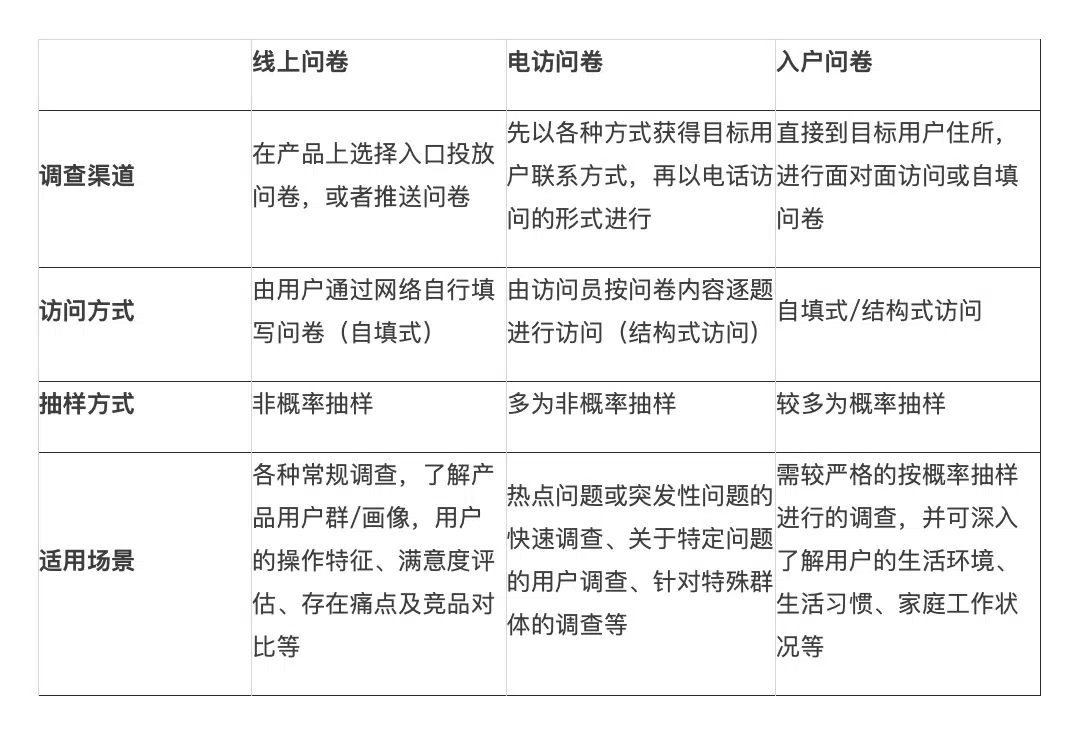 线上问卷
电访问卷
入户问卷
调查渠道
在产品上选择入口投放
问卷，或者推送问卷
先以各种方式获得目标用
户联系方式，再以电话访
问的形式进行
直接到目标用户住所，
进行面对面访问或自填
问卷
访问方式
由用户通过网络自行填
写问卷（自填式）
由访问员按问卷内容逐题
进行访问（结构式访问）
自填式/结构式访问
抽样方式
非概率抽样
多为非概率抽样
较多为概率抽样
适用场景
各种常规调查，了解产
品用户群/画像，用户
的操作特征、满意度评
估、存在痛点及竞品对
比等
热点问题或突发性问题的
快速调查、关于特定问题
的用户调查、针对特殊群
体的调查等
需较严格的按概率抽样
进行的调查，并可深入
了解用户的生活环境、
生活习惯、家庭工作状
况等